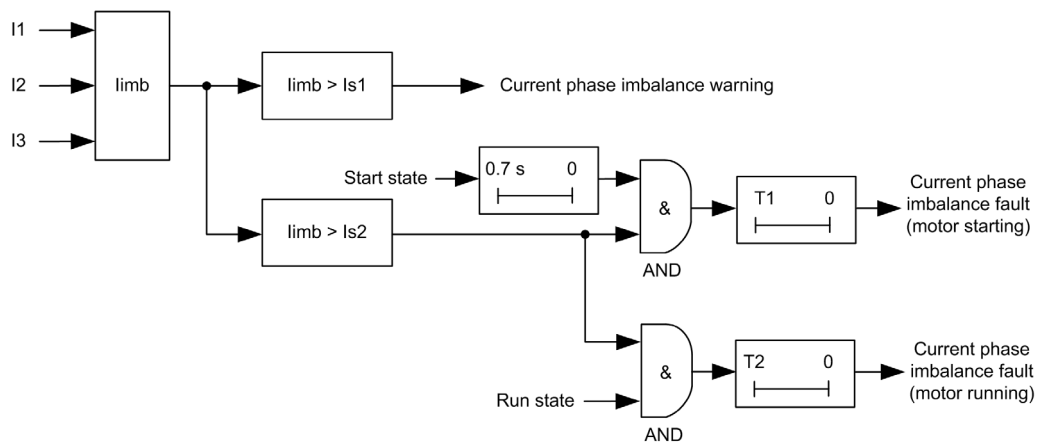 I1
I2
I3
Iimb
Iimb > Is1
Current phase imbalance warning
Start state
0.7 s 0
&
AND
T1 0
Current phase
imbalance fault
(motor starting)
Iimb > Is2
Run state
&
AND
T2 0
Current phase
imbalance fault
(motor running)